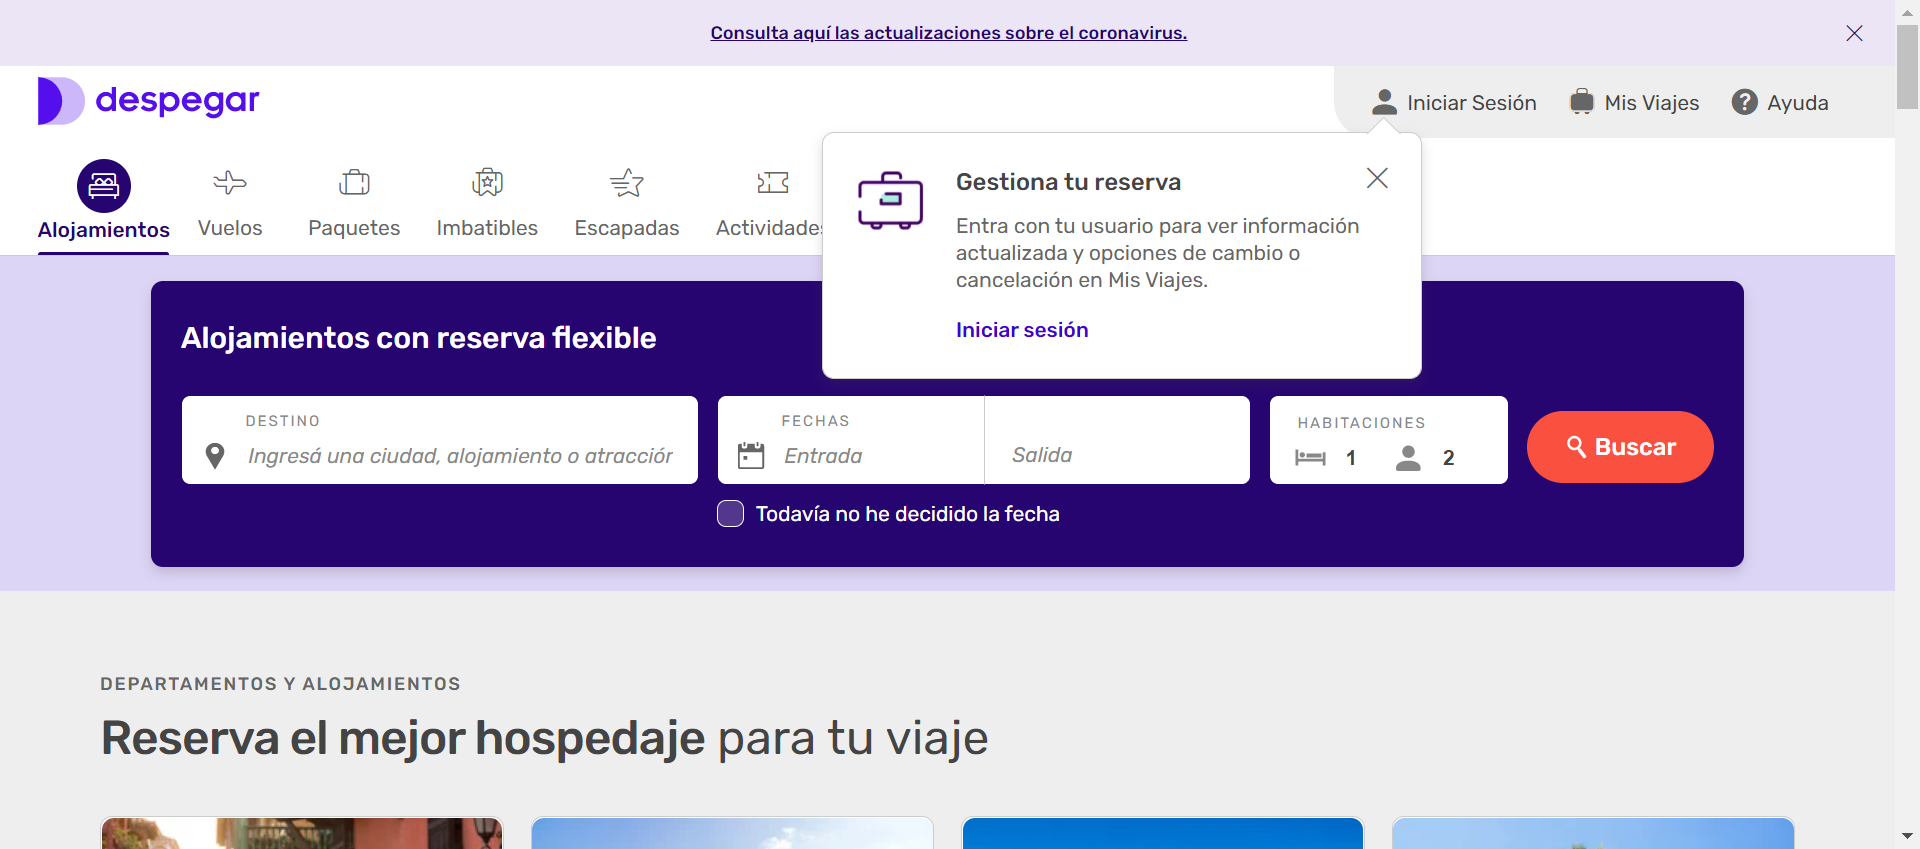 Consulta aquí las actualizaciones sobre el coronavirus.
despegar
Iniciar Sesión
Mis Viajes
? Ayuda
Alojamientos
Vuelos
Paquetes
Imbatibles
Escapadas
Actividades
Gestiona tu reserva
Entra con tu usuario para ver información
actualizada y opciones de cambio o
cancelación en Mis Viajes.
Iniciar sesión
Alojamientos con reserva flexible
DESTINO
Ingresá una ciudad, alojamiento o atracción
FECHAS
Entrada
Salida
HABITACIONES
1
2
Buscar
Todavía no he decidido la fecha
DEPARTAMENTOS Y ALOJAMIENTOS
Reserva el mejor hospedaje para tu viaje